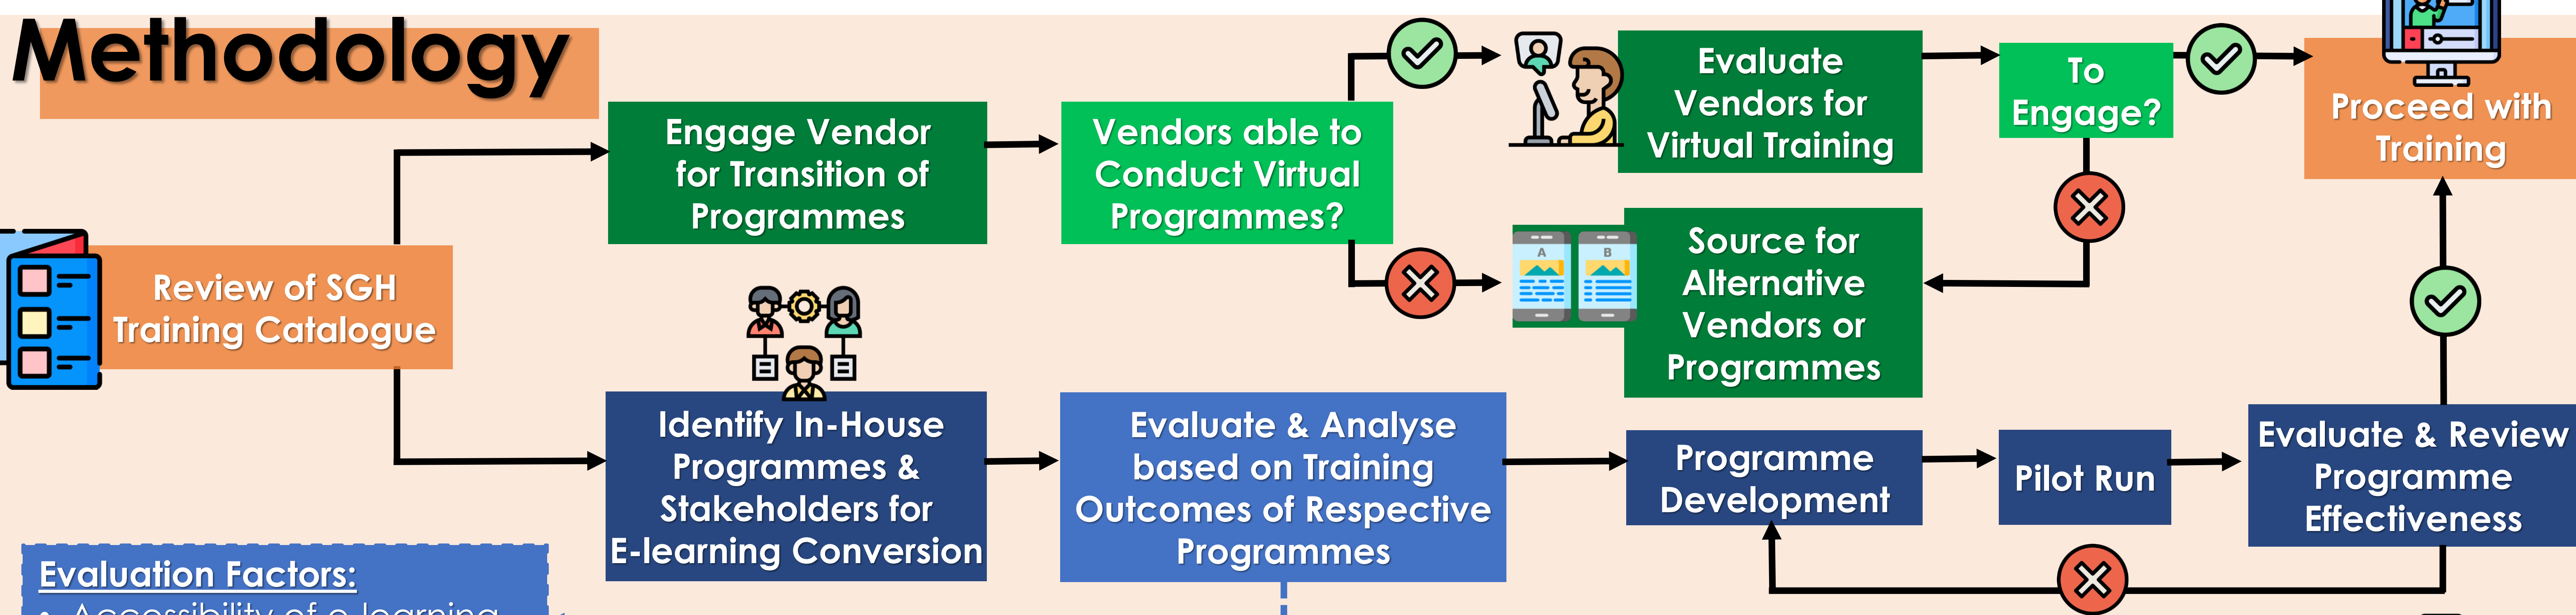 Methodology
Review of SGH
Training Catalogue
Engage Vendor
for Transition of
Programmes
Vendors able to
Conduct Virtual
Programmes?
Evaluate
Vendors for
Virtual Training
To
Engage?
Proceed with
Training
A
B
Source for
Alternative
Vendors or
Programmes
Identify In-House
Programmes &
Stakeholders for
E-learning Conversion
Evaluate & Analyse
based on Training
Outcomes of Respective
Programmes
Programme
Development
Pilot Run
Evaluate & Review
Programme
Effectiveness
Evaluation Factors:
• Accessibility of e-learning